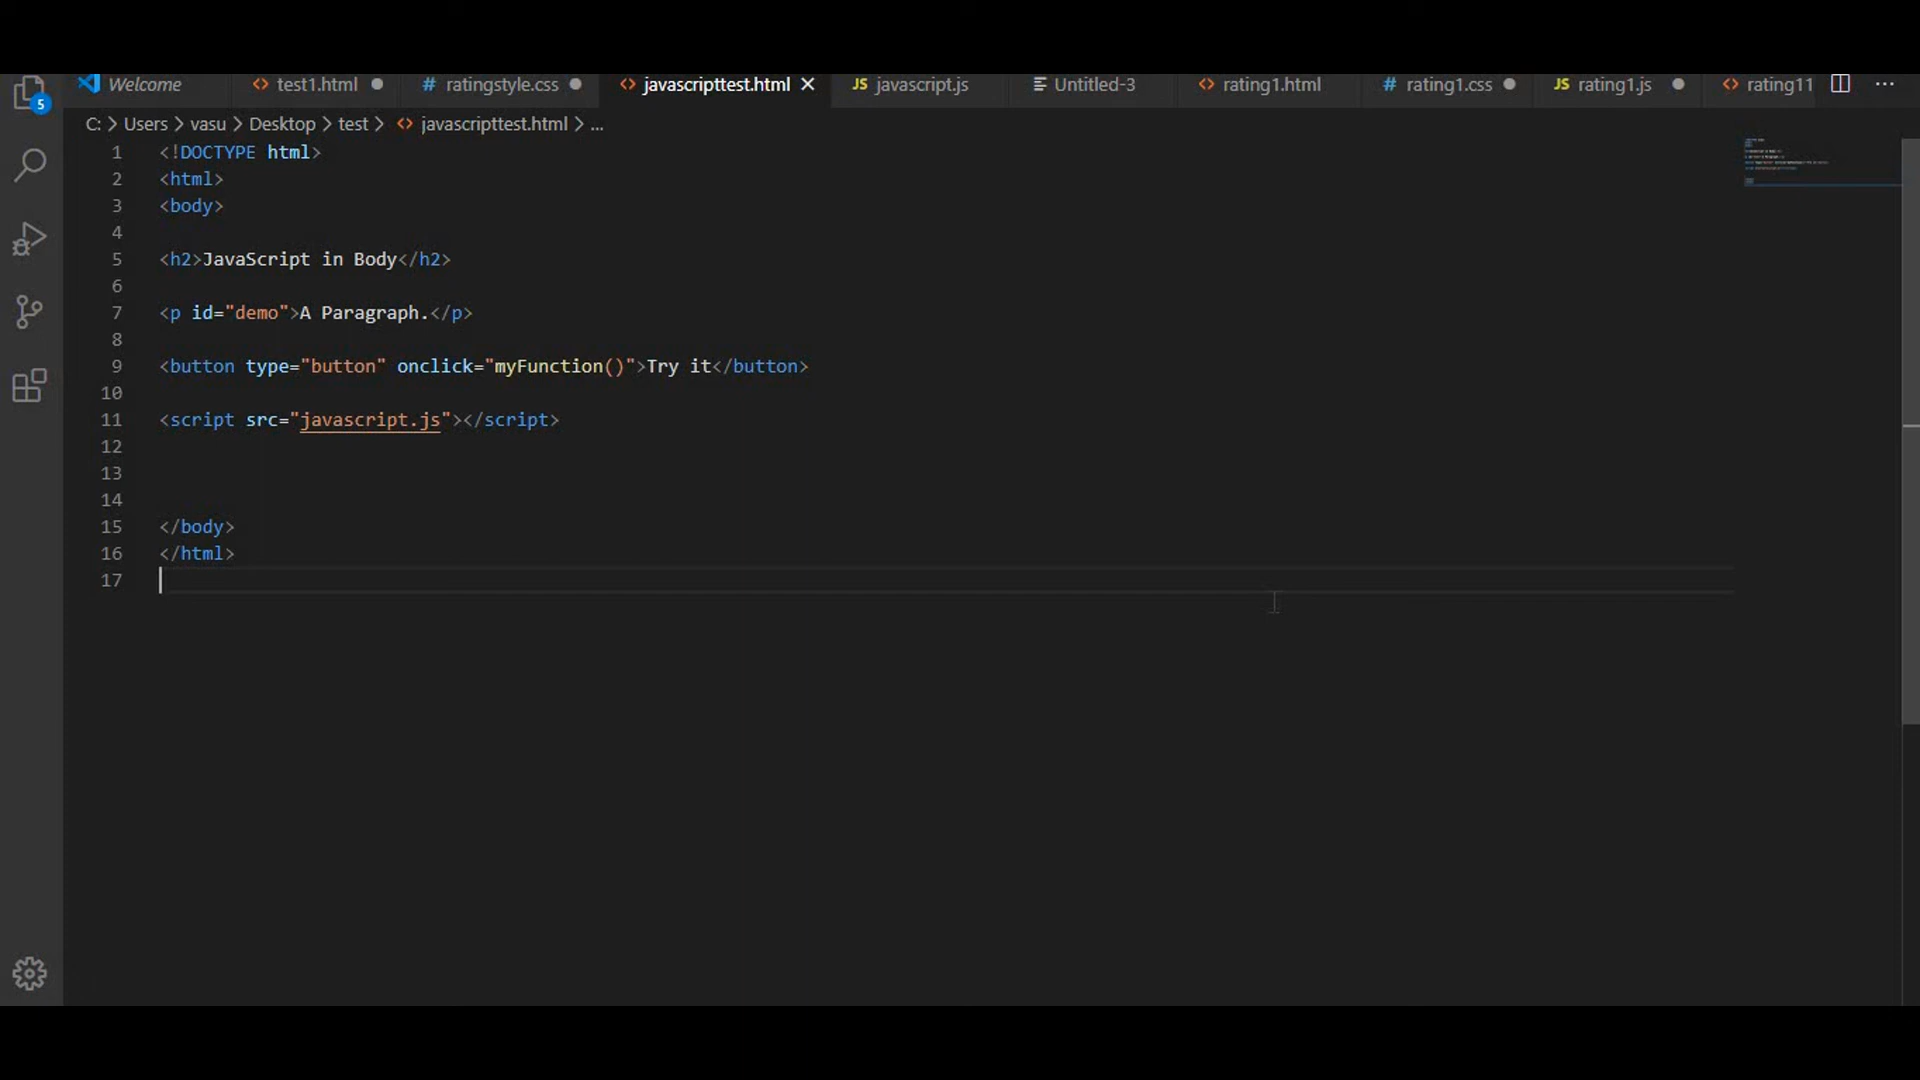 Welcome test1.html ratingstyle.css javascripttest.html JS javascript.js Untitled-3 rating1.html # rating1.css JS rating1.js rating11
5
C: > Users > vasu > Desktop > test > javascripttest.html > ...
1 <!DOCTYPE html>
2 <html>
3 <body>
4
5 <h2>JavaScript in Body</h2>
6
7 <p id="demo">A Paragraph.</p>
8
9 <button type="button" onclick="myFunction()">Try it</button>
10
11 <script src="javascript.js"></script>
12
13
14
15 </body>
16 </html>
17